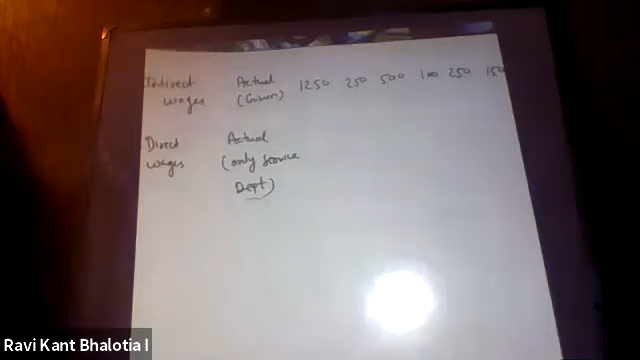 Indirect Actual 1250 250 500 100 250 150
wages (Given)
Direct Actual
wages (only service
Dept)
Ravi Kant Bhalotia I